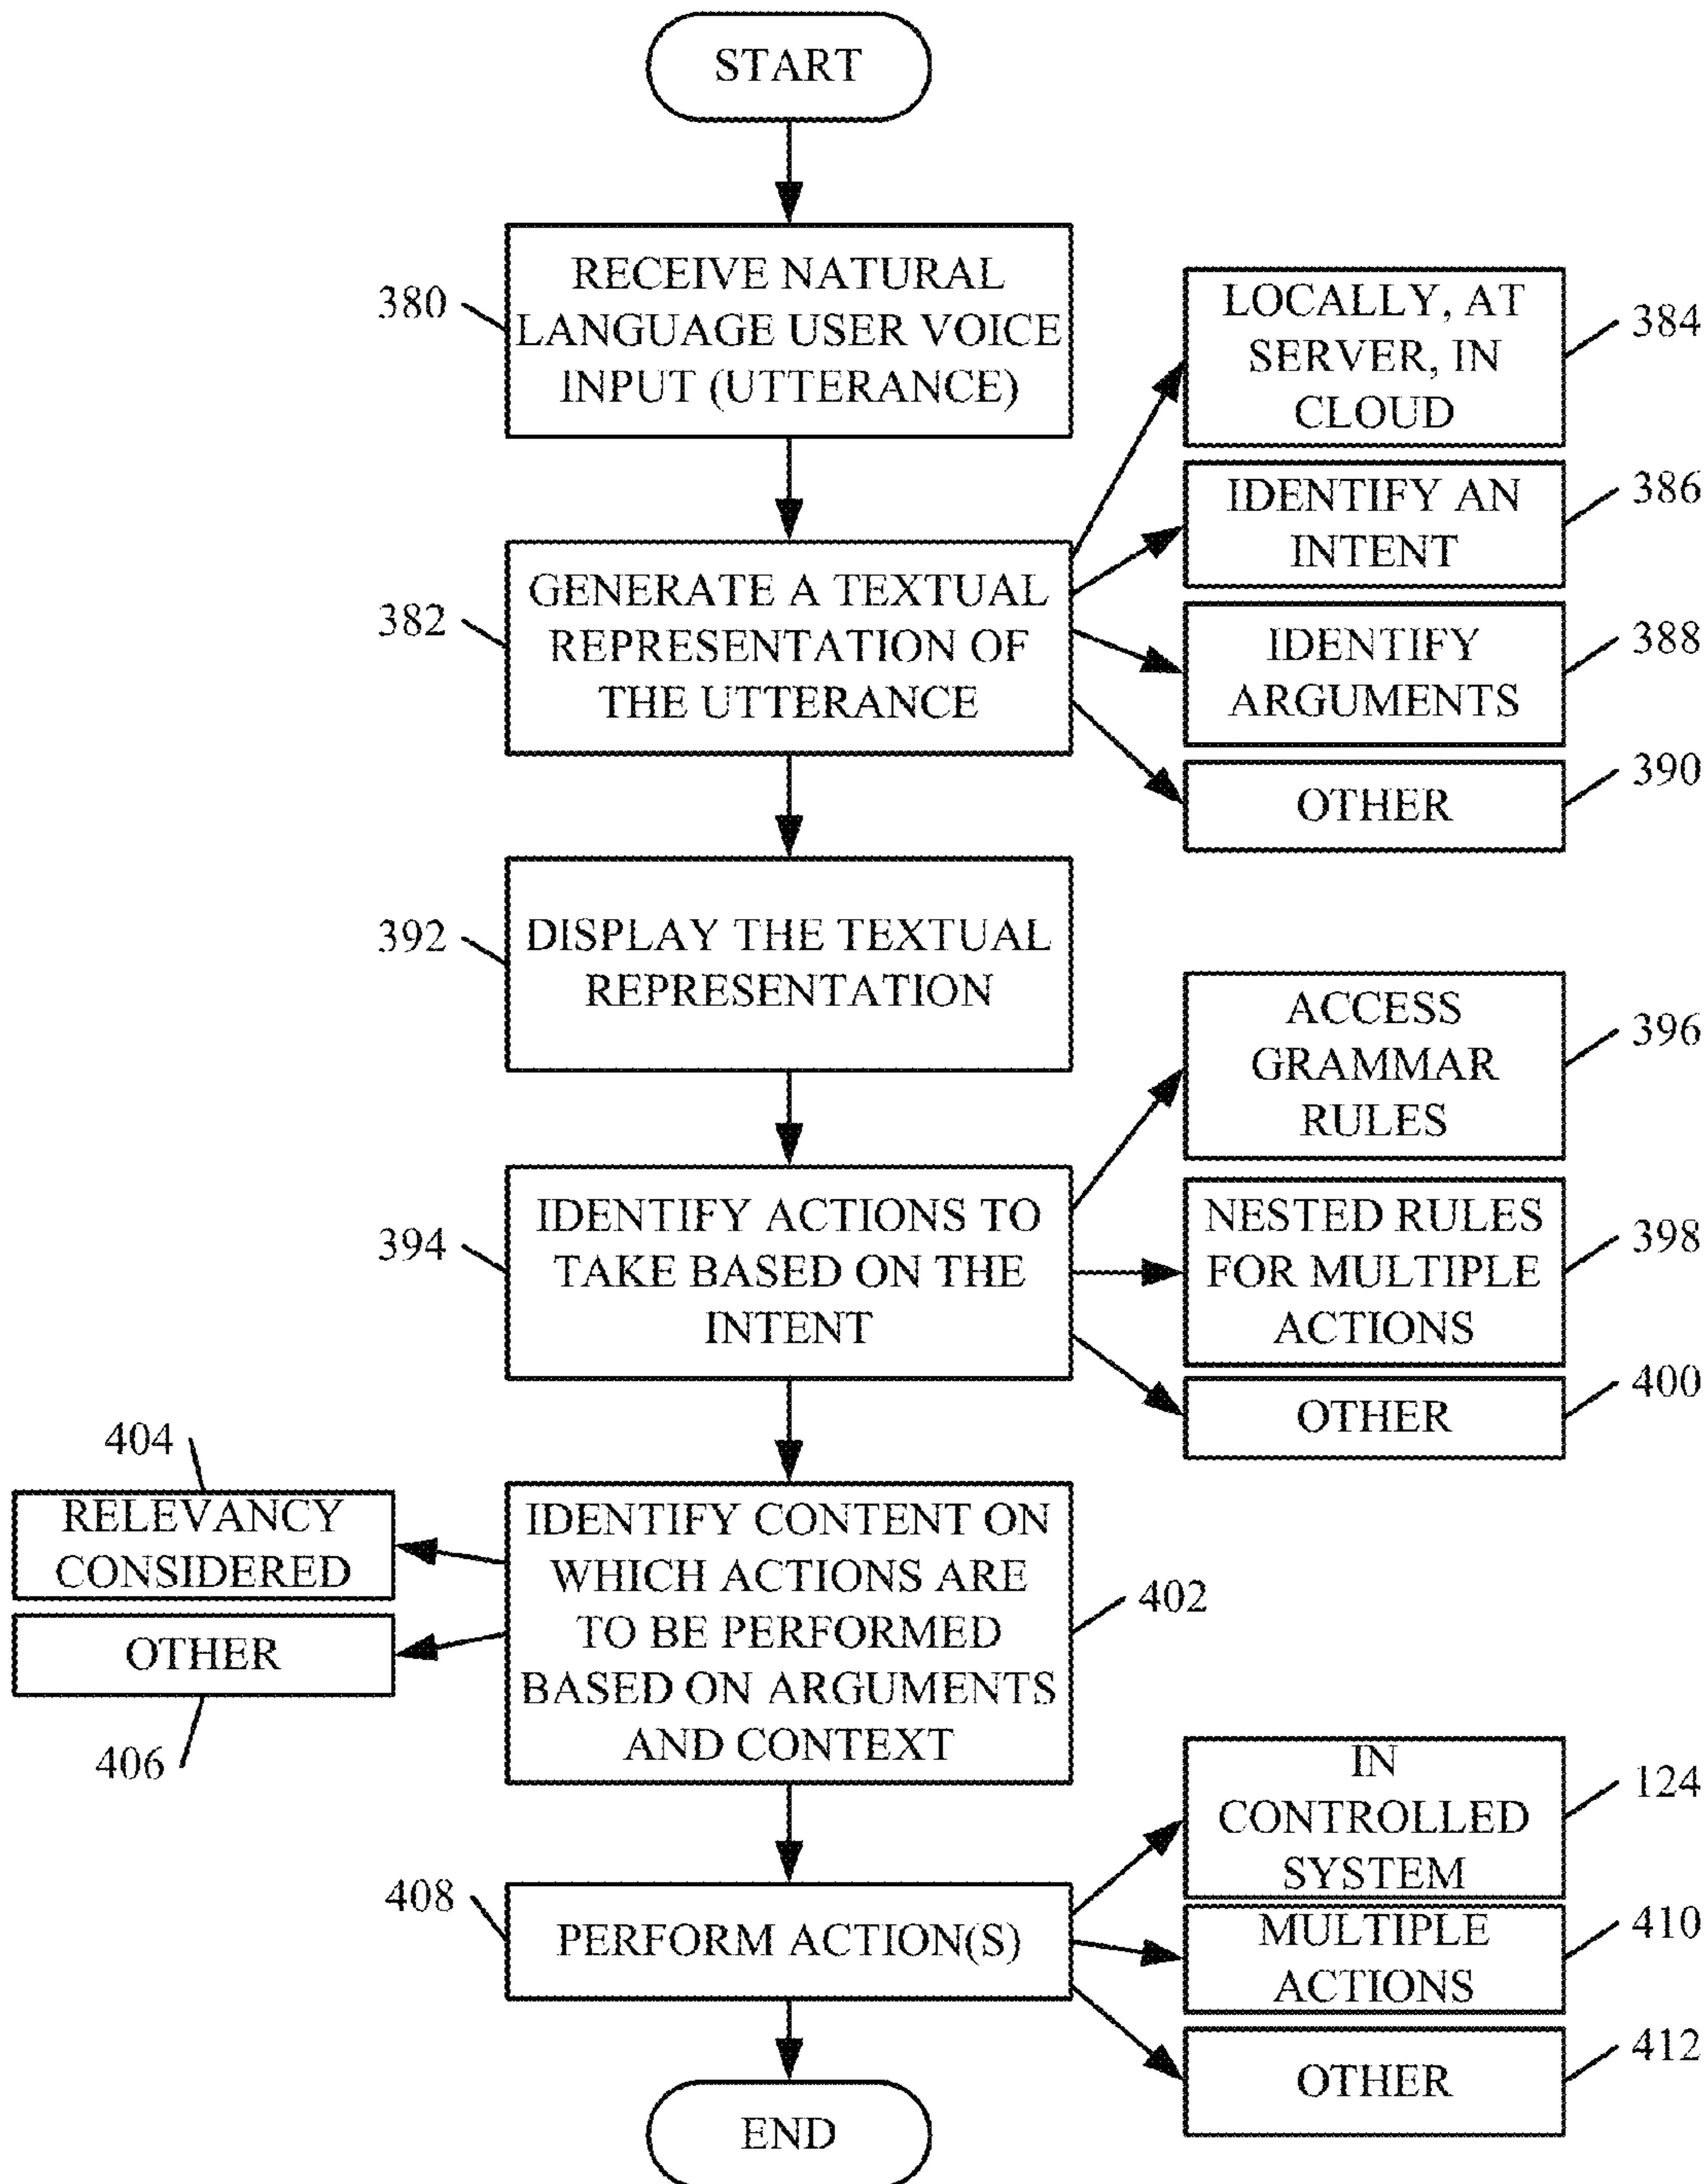 START
380
RECEIVE NATURAL
LANGUAGE USER VOICE
INPUT (UTTERANCE)
LOCALLY, AT
SERVER, IN
CLOUD
384
IDENTIFY AN
INTENT
386
382
GENERATE A TEXTUAL
REPRESENTATION OF
THE UTTERANCE
IDENTIFY
ARGUMENTS
388
OTHER
390
392
DISPLAY THE TEXTUAL
REPRESENTATION
ACCESS
GRAMMAR
RULES
396
394
IDENTIFY ACTIONS TO
TAKE BASED ON THE
INTENT
NESTED RULES
FOR MULTIPLE
ACTIONS
398
OTHER
400
404
RELEVANCY
CONSIDERED
OTHER
406
IDENTIFY CONTENT ON
WHICH ACTIONS ARE
TO BE PERFORMED
BASED ON ARGUMENTS
AND CONTEXT
402
IN
CONTROLLED
SYSTEM
124
408
PERFORM ACTION(S)
MULTIPLE
ACTIONS
410
OTHER
412
END